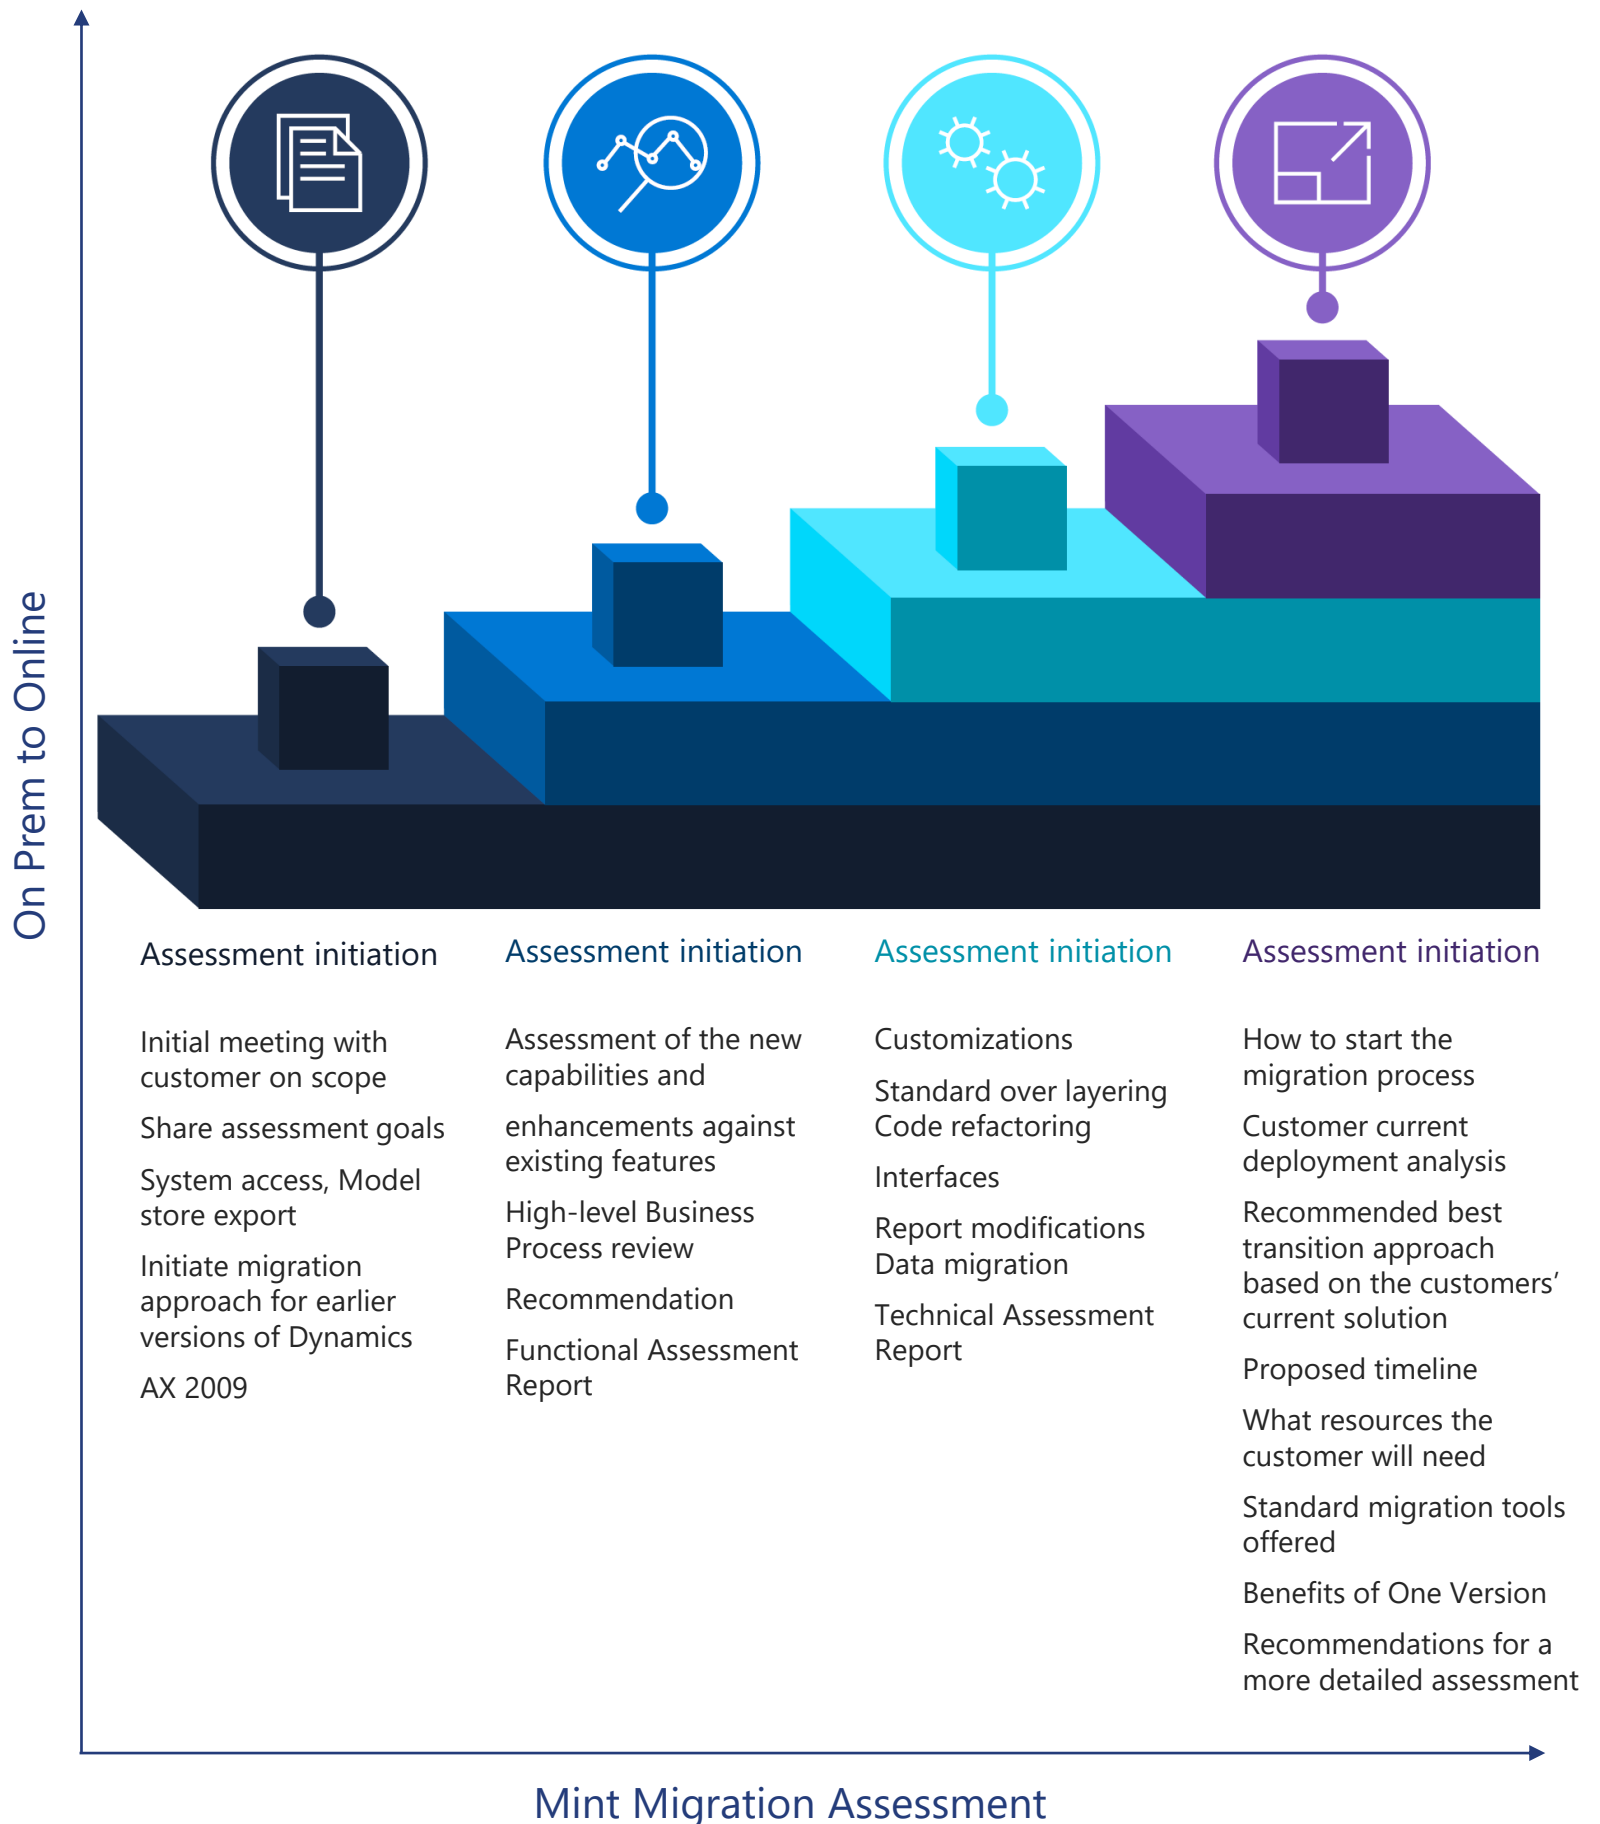 On Prem to Online
Assessment initiation
Initial meeting with
customer on scope
Share assessment goals
System access, Model
store export
Initiate migration
approach for earlier
versions of Dynamics
AX 2009
Assessment initiation
Assessment of the new
capabilities and
enhancements against
existing features
High-level Business
Process review
Recommendation
Functional Assessment
Report
Assessment initiation
Customizations
Standard over layering
Code refactoring
Interfaces
Report modifications
Data migration
Technical Assessment
Report
Assessment initiation
How to start the
migration process
Customer current
deployment analysis
Recommended best
transition approach
based on the customers’
current solution
Proposed timeline
What resources the
customer will need
Standard migration tools
offered
Benefits of One Version
Recommendations for a
more detailed assessment
Mint Migration Assessment